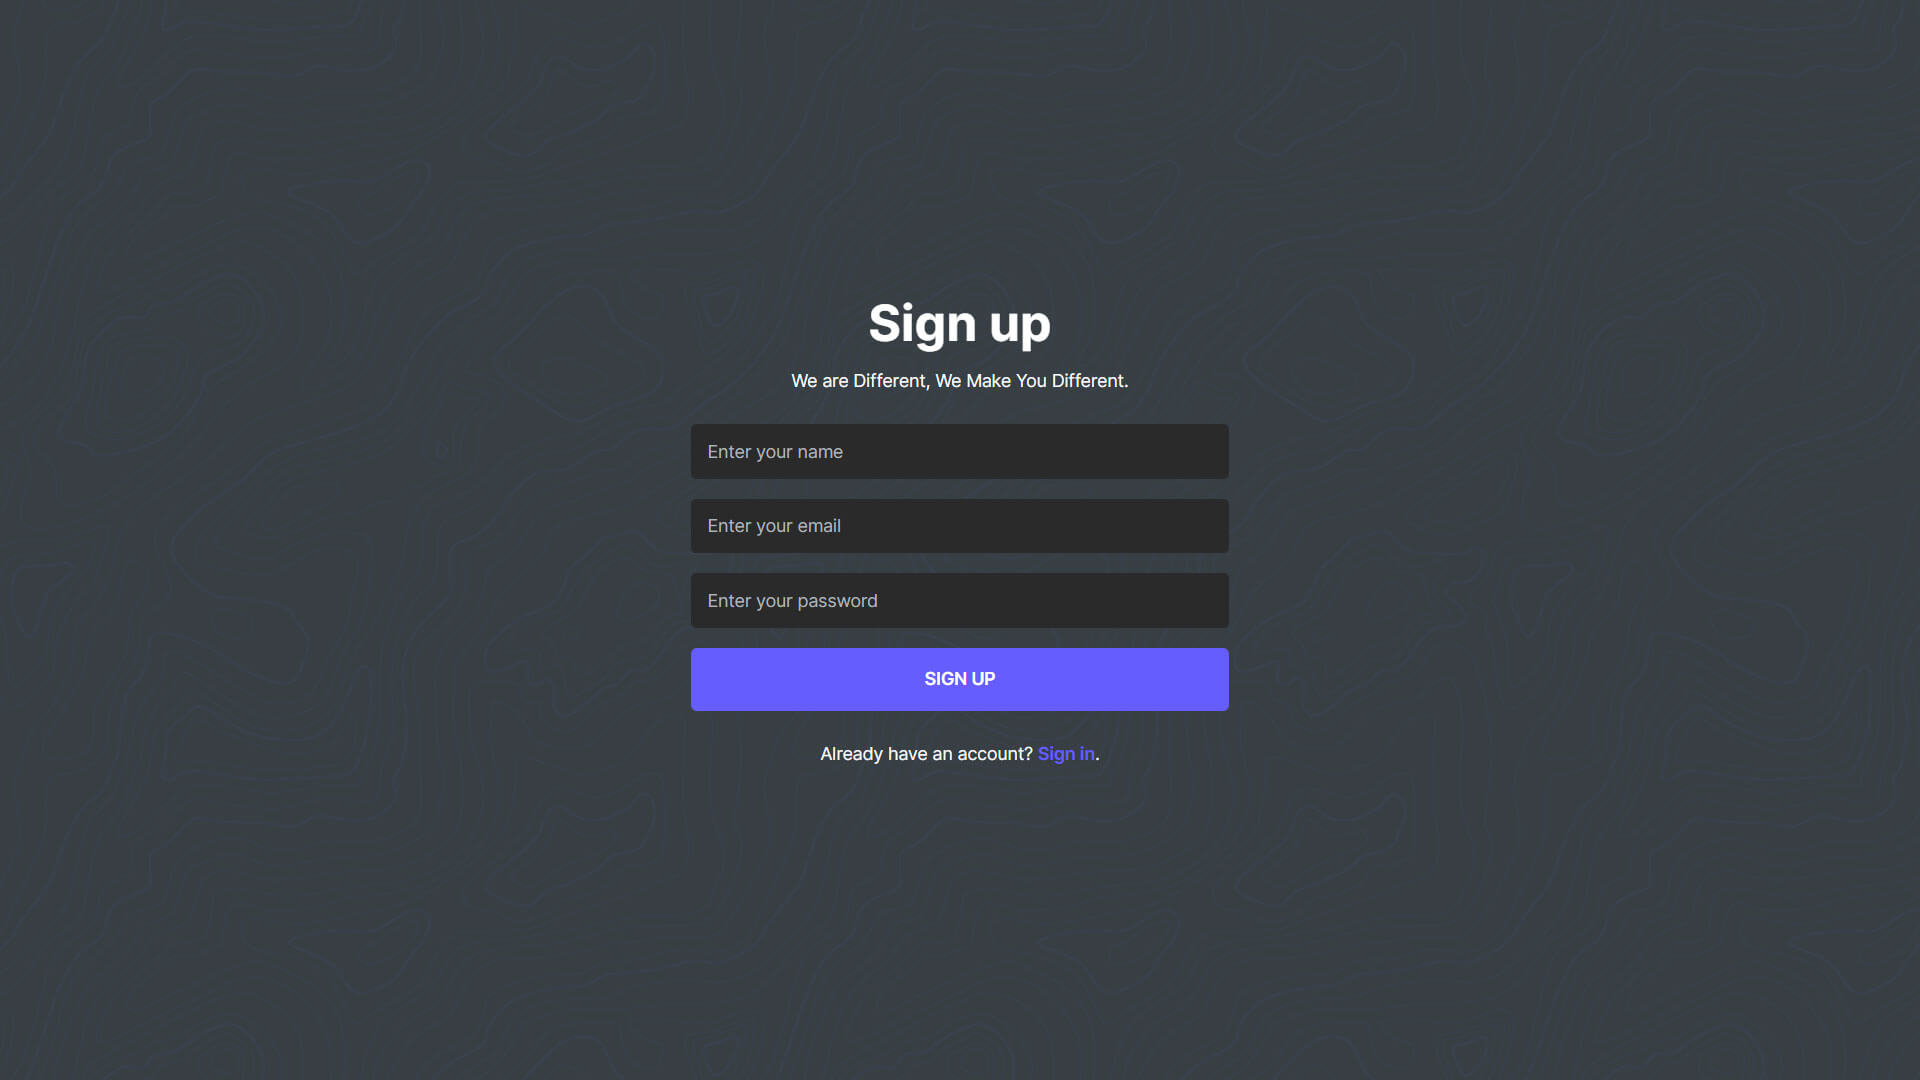 Sign up
We are Different, We Make You Different.
Enter your name
Enter your email
Enter your password
SIGN UP
Already have an account? Sign in.